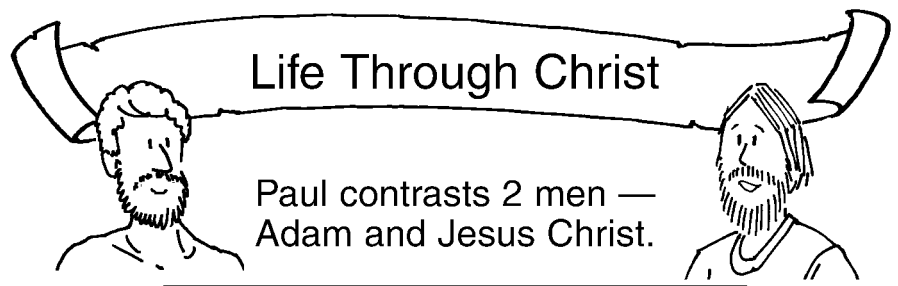 Life Through Christ
Paul contrasts 2 men —
Adam and Jesus Christ.